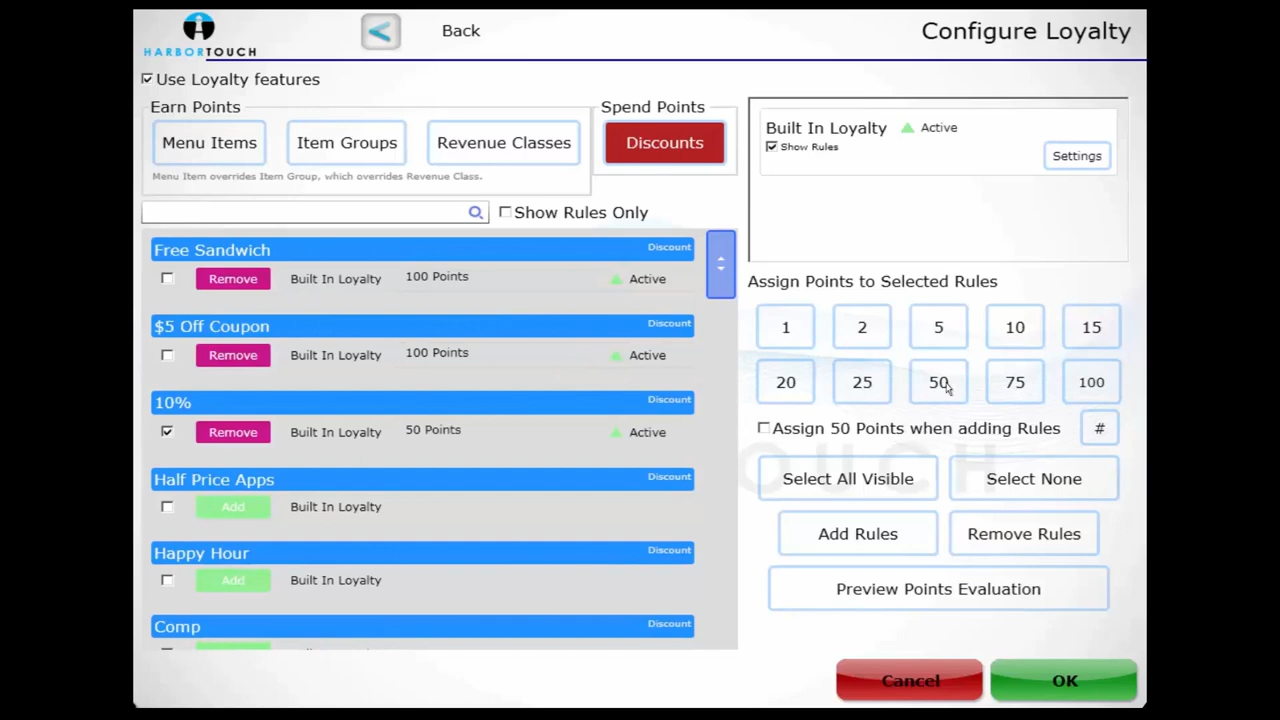 HARBORTOUCH
Back
Configure Loyalty
Use Loyalty features
Earn Points
Spend Points
Menu Items
Item Groups
Revenue Classes
Discounts
Menu Item overrides Item Group, which overrides Revenue Class.
Show Rules Only
Free Sandwich
Discount
Remove
Built In Loyalty
100 Points
Active
$5 Off Coupon
Discount
Remove
Built In Loyalty
100 Points
Active
10%
Discount
Remove
Built In Loyalty
50 Points
Active
Half Price Apps
Discount
Add
Built In Loyalty
Happy Hour
Discount
Add
Built In Loyalty
Comp
Discount
Built In Loyalty
Active
Show Rules
Settings
Assign Points to Selected Rules
1 2 5 10 15
20 25 50 75 100
Assign 50 Points when adding Rules
#
OUCH
Select All Visible
Select None
Add Rules
Remove Rules
Preview Points Evaluation
Cancel
OK